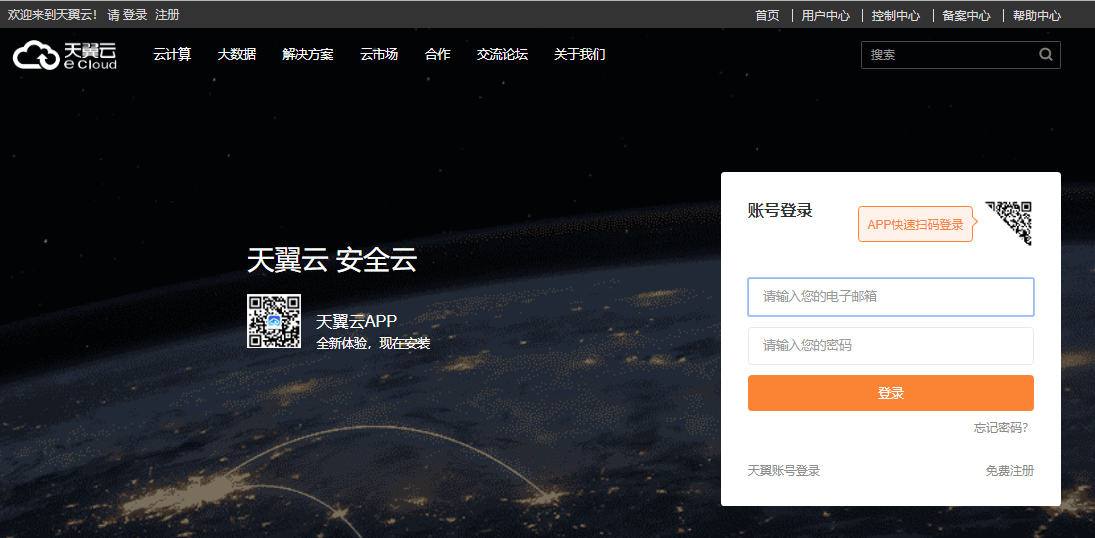 欢迎来到天翼云! 请 登录 注册
首页 | 用户中心 | 控制中心 | 备案中心 | 帮助中心
天翼云
e Cloud
云计算 大数据 解决方案 云市场 合作 交流论坛 关于我们
搜索
账号登录
APP快速扫码登录
天翼云 安全云
天翼云APP
全新体验，现在安装
请输入您的电子邮箱
请输入您的密码
登录
忘记密码?
天翼账号登录
免费注册